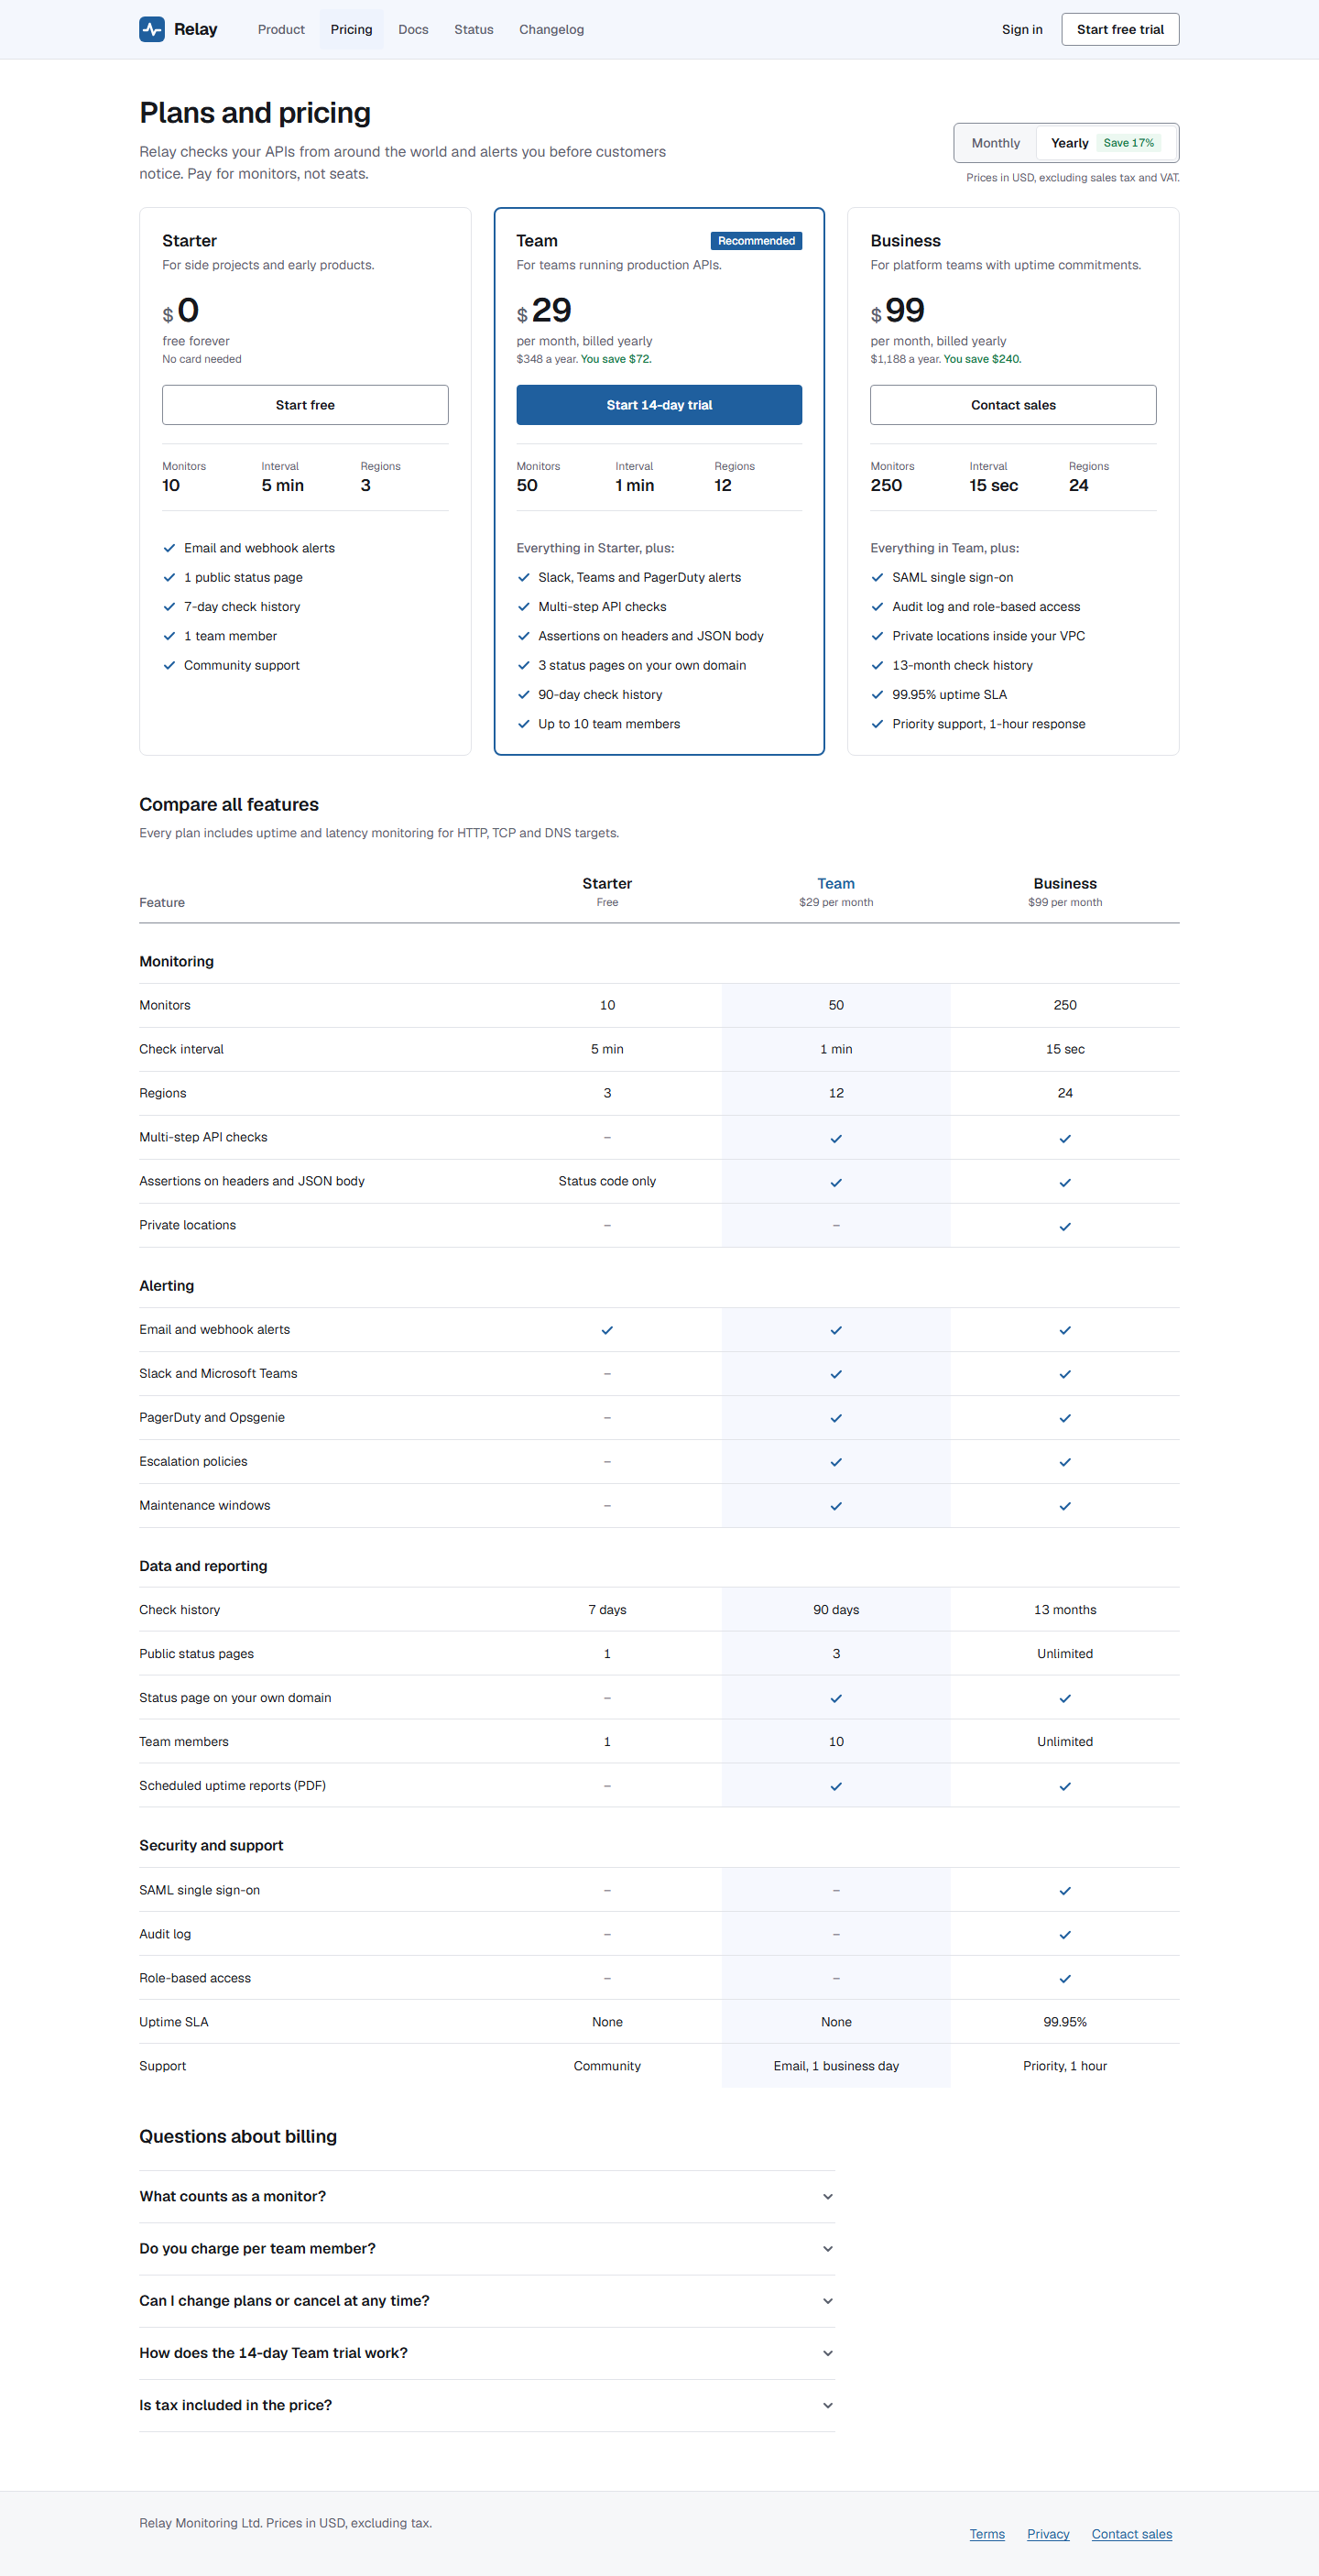 Relay
Product
Pricing
Docs
Status
Changelog
Sign in
Start free trial
Plans and pricing
Relay checks your APIs from around the world and alerts you before customers
notice. Pay for monitors, not seats.
Monthly
Yearly Save 17%
Prices in USD, excluding sales tax and VAT.
Starter
For side projects and early products.
$ 0
free forever
No card needed
Start free
Monitors Interval Regions
10 5 min 3
Email and webhook alerts
1 public status page
7-day check history
1 team member
Community support
Team Recommended
For teams running production APIs.
$ 29
per month, billed yearly
$348 a year. You save $72.
Start 14-day trial
Monitors Interval Regions
50 1 min 12
Everything in Starter, plus:
Slack, Teams and PagerDuty alerts
Multi-step API checks
Assertions on headers and JSON body
3 status pages on your own domain
90-day check history
Up to 10 team members
Business
For platform teams with uptime commitments.
$ 99
per month, billed yearly
$1,188 a year. You save $240.
Contact sales
Monitors Interval Regions
250 15 sec 24
Everything in Team, plus:
SAML single sign-on
Audit log and role-based access
Private locations inside your VPC
13-month check history
99.95% uptime SLA
Priority support, 1-hour response
Compare all features
Every plan includes uptime and latency monitoring for HTTP, TCP and DNS targets.
Starter Team Business
Feature Free $29 per month $99 per month
Monitoring
Monitors 10 50 250
Check interval 5 min 1 min 15 sec
Regions 3 12 24
Multi-step API checks –
Assertions on headers and JSON body Status code only
Private locations – –
Alerting
Email and webhook alerts
Slack and Microsoft Teams –
PagerDuty and Opsgenie –
Escalation policies –
Maintenance windows –
Data and reporting
Check history 7 days 90 days 13 months
Public status pages 1 3 Unlimited
Status page on your own domain –
Team members 1 10 Unlimited
Scheduled uptime reports (PDF) –
Security and support
SAML single sign-on – –
Audit log – –
Role-based access – –
Uptime SLA None None 99.95%
Support Community Email, 1 business day Priority, 1 hour
Questions about billing
What counts as a monitor?
Do you charge per team member?
Can I change plans or cancel at any time?
How does the 14-day Team trial work?
Is tax included in the price?
Relay Monitoring Ltd. Prices in USD, excluding tax.
Terms Privacy Contact sales